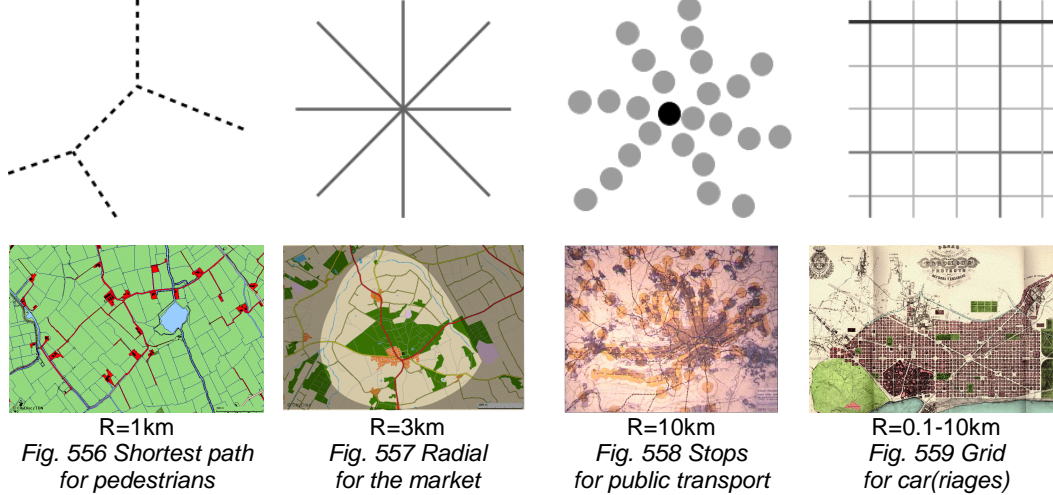 R=1km
Fig. 556 Shortest path
for pedestrians
R=3km
Fig. 557 Radial
for the market
R=10km
Fig. 558 Stops
for public transport
R=0.1-10km
Fig. 559 Grid
for car(riages)